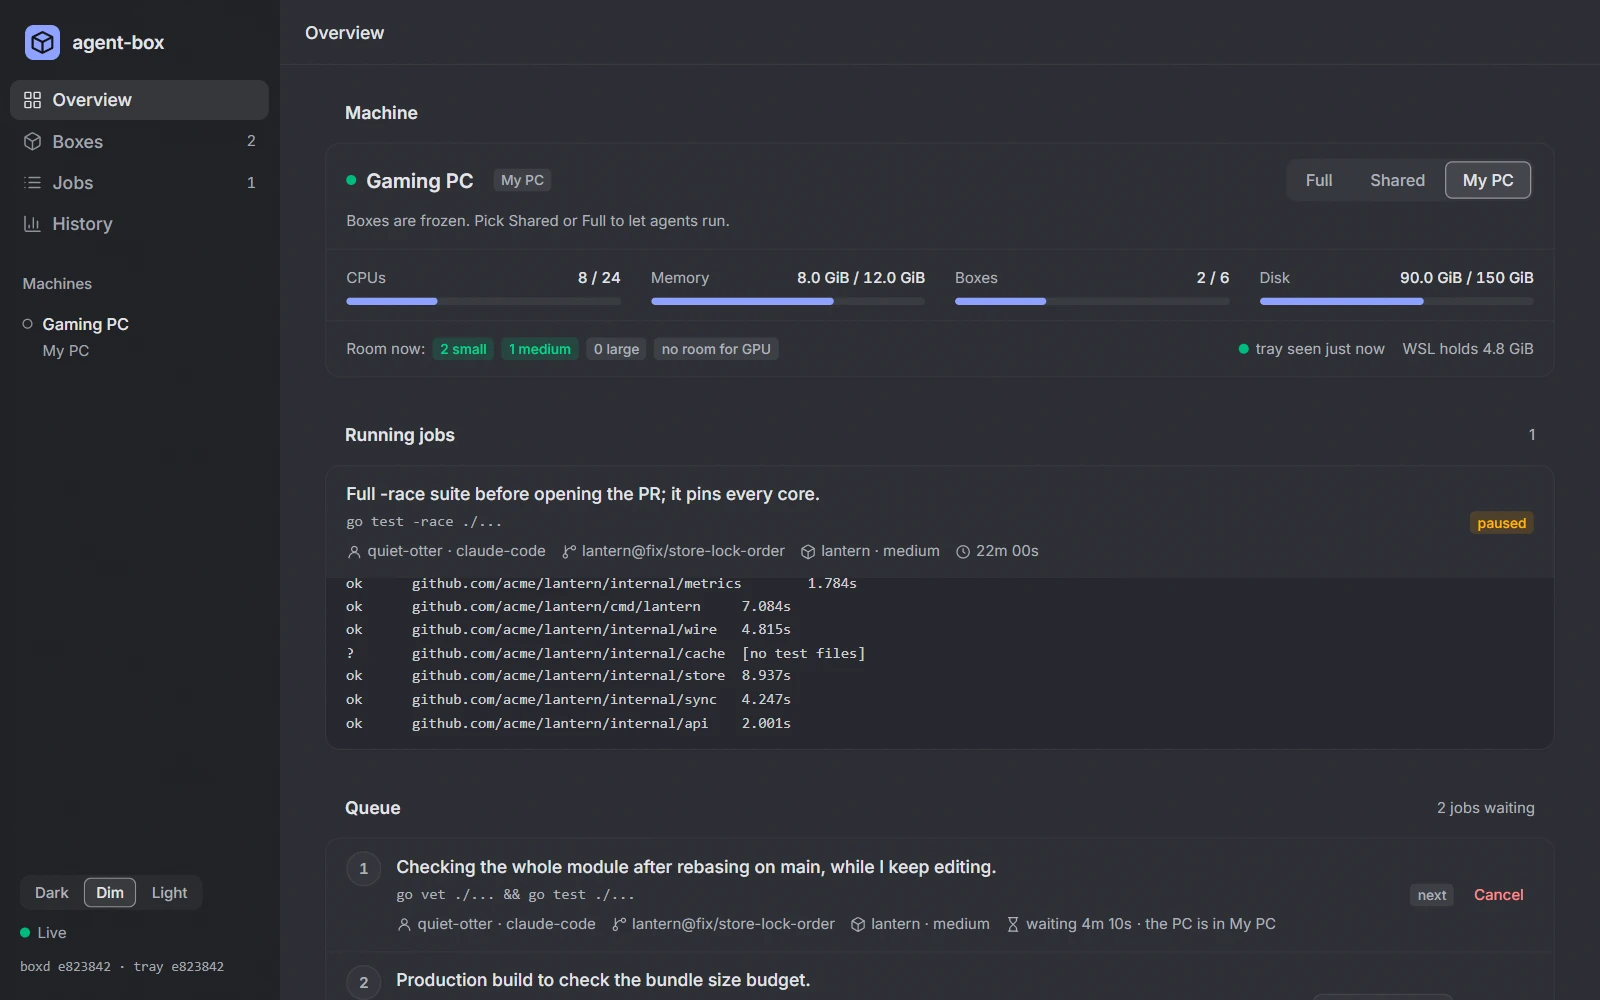 agent-box
Overview
Boxes 2
Jobs 1
History
Machines
Gaming PC
My PC
Dark Dim Light
Live
boxd e823842 · tray e823842
Overview
Machine
Gaming PC My PC
Full Shared My PC
Boxes are frozen. Pick Shared or Full to let agents run.
CPUs 8 / 24 Memory 8.0 GiB / 12.0 GiB Boxes 2 / 6 Disk 90.0 GiB / 150 GiB
Room now: 2 small 1 medium 0 large no room for GPU tray seen just now WSL holds 4.8 GiB
Running jobs 1
Full -race suite before opening the PR; it pins every core.
go test -race ./...
paused
quiet-otter · claude-code lantern@fix/store-lock-order lantern · medium 22m 00s
ok github.com/acme/lantern/internal/metrics 1.784s
ok github.com/acme/lantern/cmd/lantern 7.084s
ok github.com/acme/lantern/internal/wire 4.815s
? github.com/acme/lantern/internal/cache [no test files]
ok github.com/acme/lantern/internal/store 8.937s
ok github.com/acme/lantern/internal/sync 4.247s
ok github.com/acme/lantern/internal/api 2.001s
Queue 2 jobs waiting
1 Checking the whole module after rebasing on main, while I keep editing.
go vet ./... && go test ./...
next Cancel
quiet-otter · claude-code lantern@fix/store-lock-order lantern · medium waiting 4m 10s · the PC is in My PC
2 Production build to check the bundle size budget.